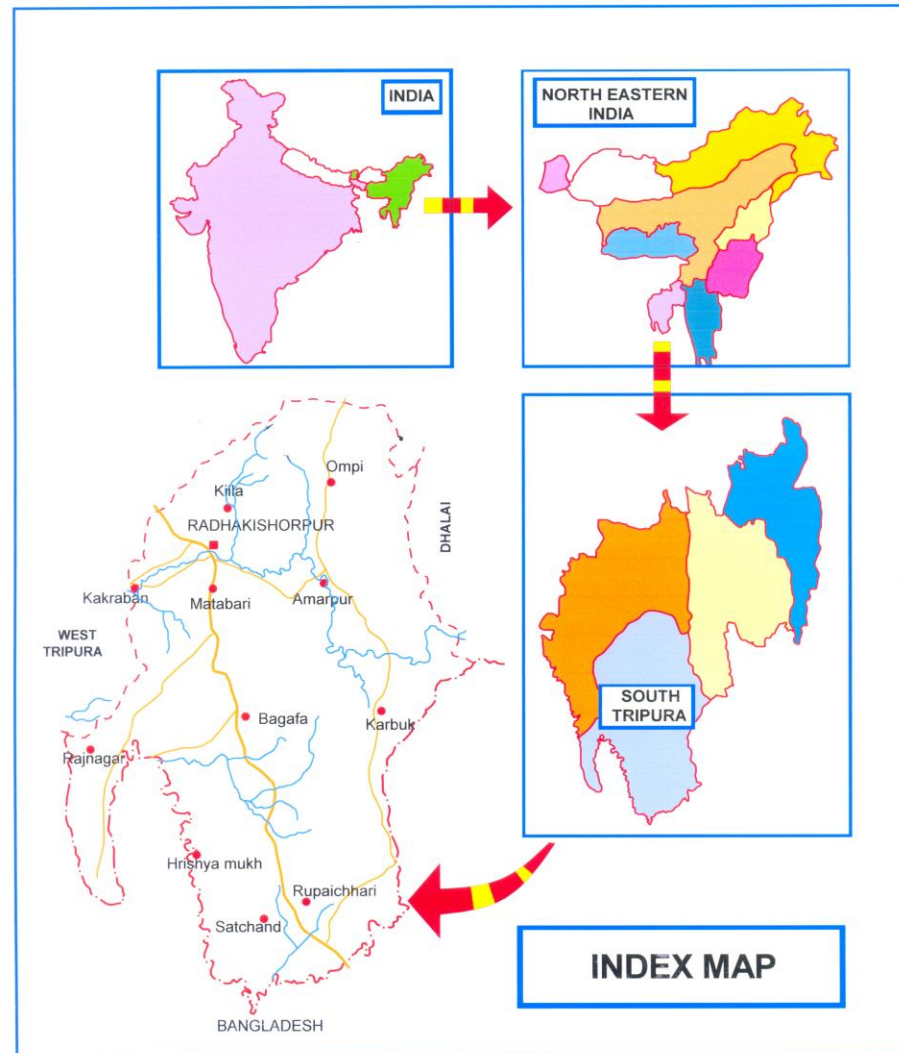 INDIA
NORTH EASTERN
INDIA
Ompi
Killa
RADHAKISHORPUR
DHALAI
Kakraban
Matabari
Amarpur
WEST
TRIPURA
SOUTH
TRIPURA
Bagafa
Karbuk
Rajnagar
Hrishya mukh
Rupaichhari
Satchand
INDEX MAP
BANGLADESH